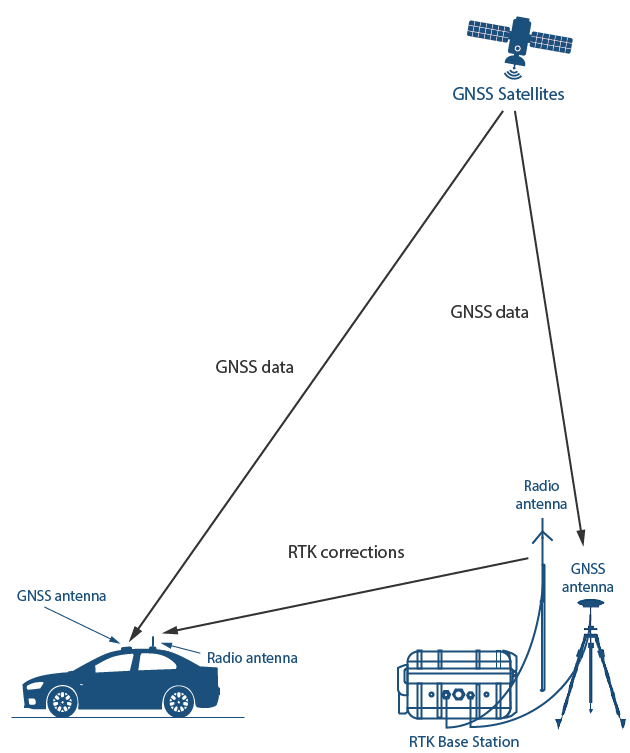 GNSS Satellites
GNSS data
GNSS data
Radio
antenna
RTK corrections
GNSS
antenna
GNSS antenna
Radio antenna
RTK Base Station